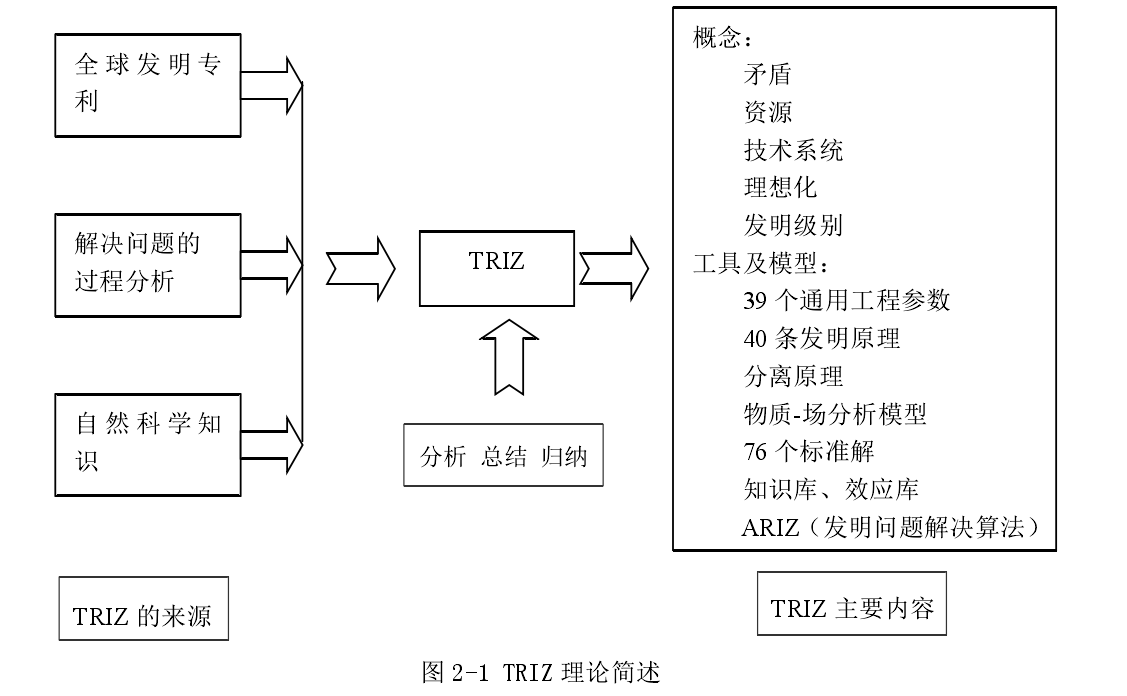 全球发明专
利
解决问题的
过程分析
自然科学知
识
TRIZ 的来源
TRIZ
分析 总结 归纳
概念：
矛盾
资源
技术系统
理想化
发明级别
工具及模型：
39 个通用工程参数
40 条发明原理
分离原理
物质-场分析模型
76 个标准解
知识库、效应库
ARIZ（发明问题解决算法）
TRIZ 主要内容
图 2-1 TRIZ 理论简述